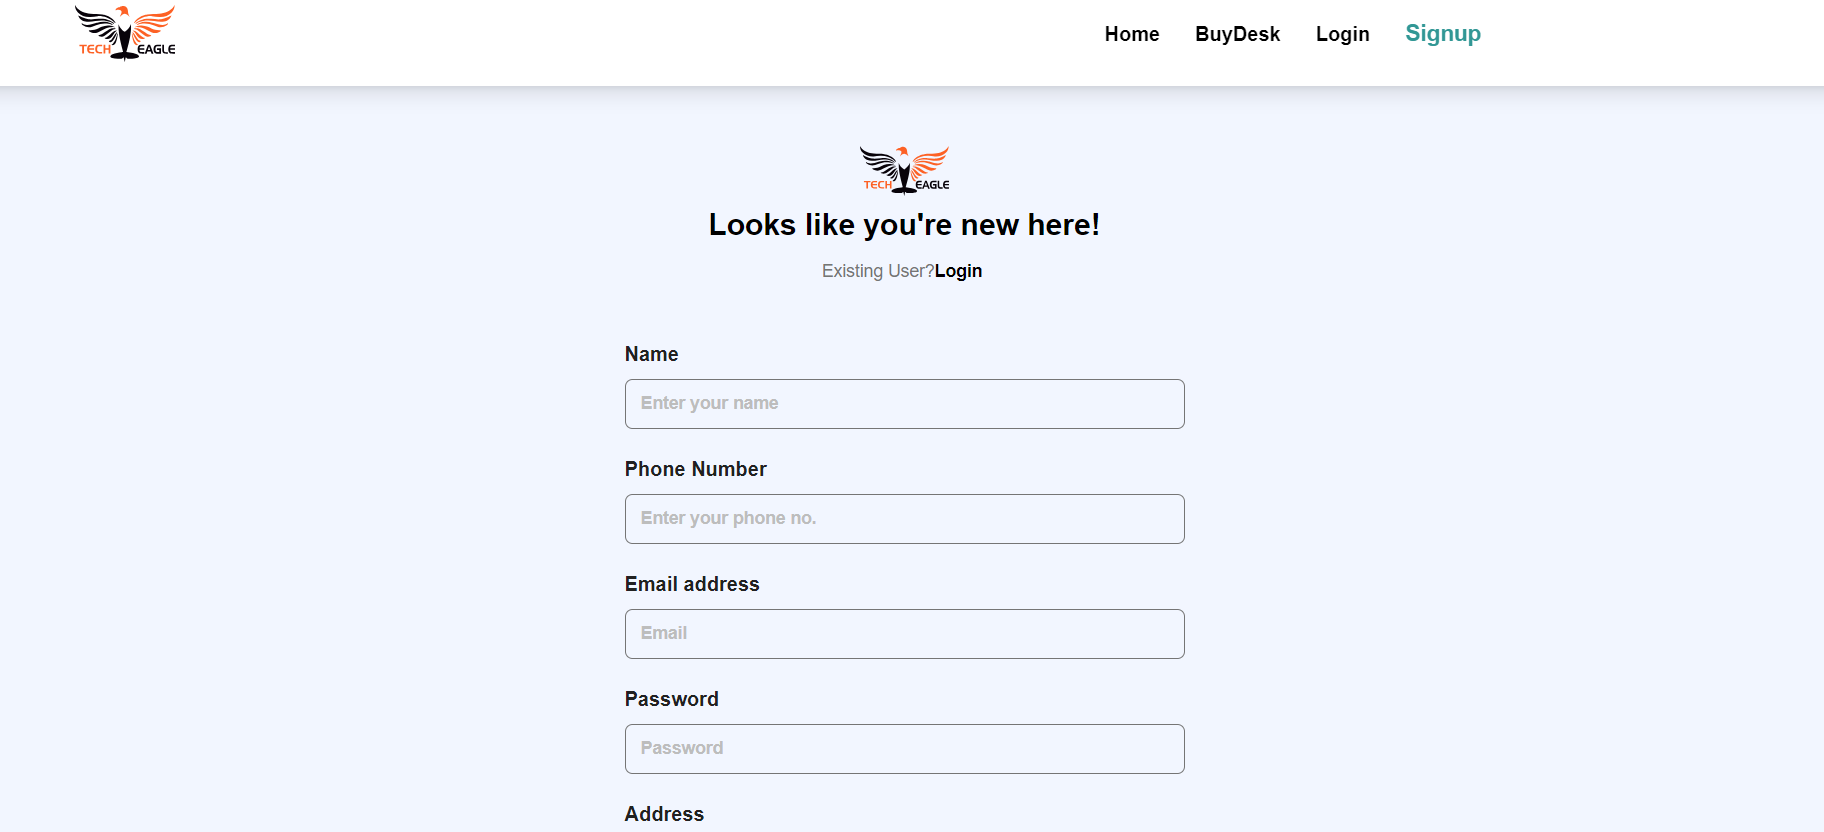 TECH EAGLE
Home BuyDesk Login Signup
TECH EAGLE
Looks like you're new here!
Existing User?Login
Name
Enter your name
Phone Number
Enter your phone no.
Email address
Email
Password
Password
Address